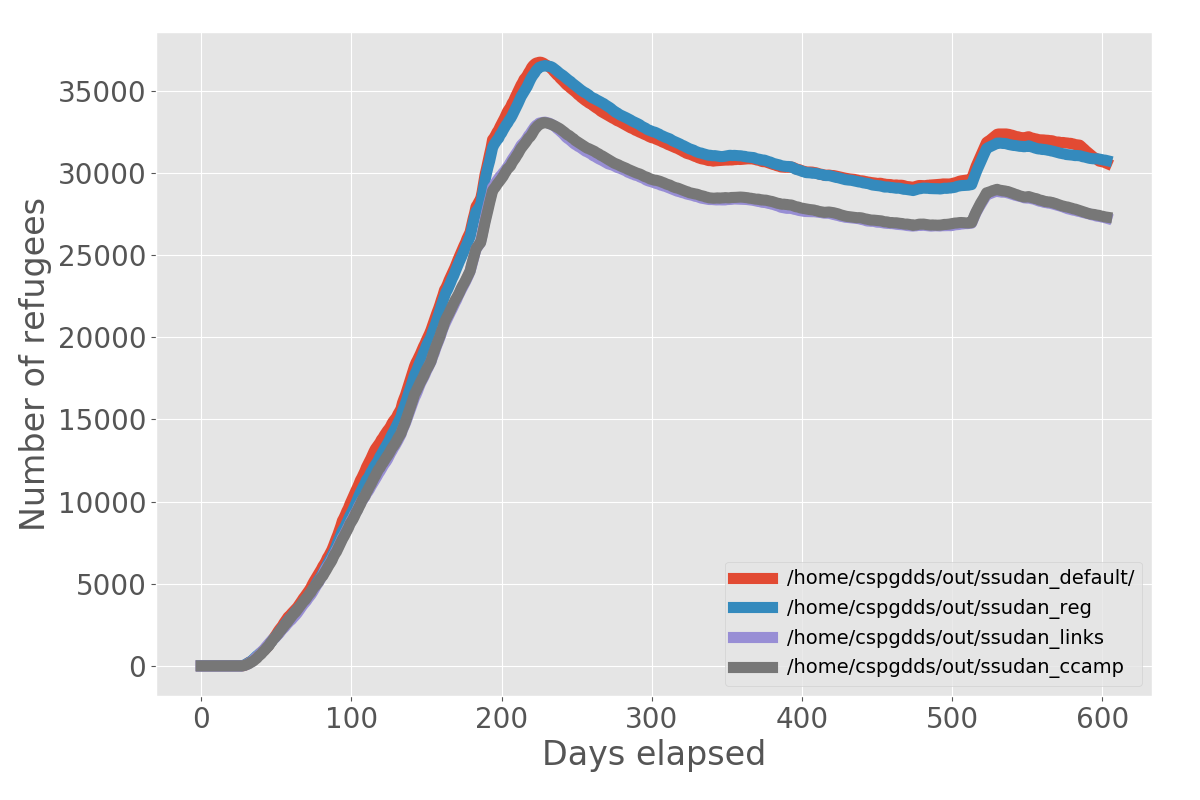 35000
30000
25000
20000
15000
10000
5000
0
Number of refugees
/home/cspgdds/out/ssudan_default/
/home/cspgdds/out/ssudan_reg
/home/cspgdds/out/ssudan_links
/home/cspgdds/out/ssudan_ccamp
0 100 200 300 400 500 600
Days elapsed